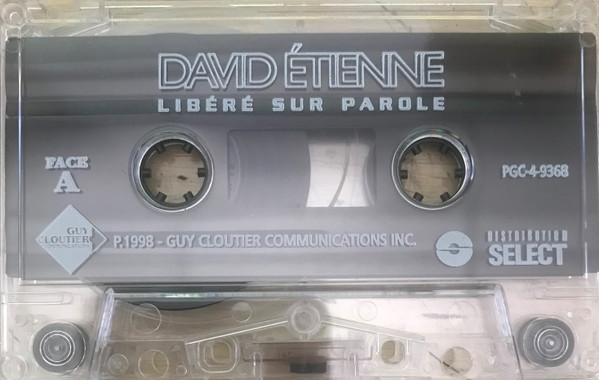 DAVID ÉTIENNE
LIBÉRÉ SUR PAROLE
FACE
A
PGC-4-9368
GUY
CLOUTIER
P.1998 - GUY CLOUTIER COMMUNICATIONS INC.
DISTRIBUTION
SELECT